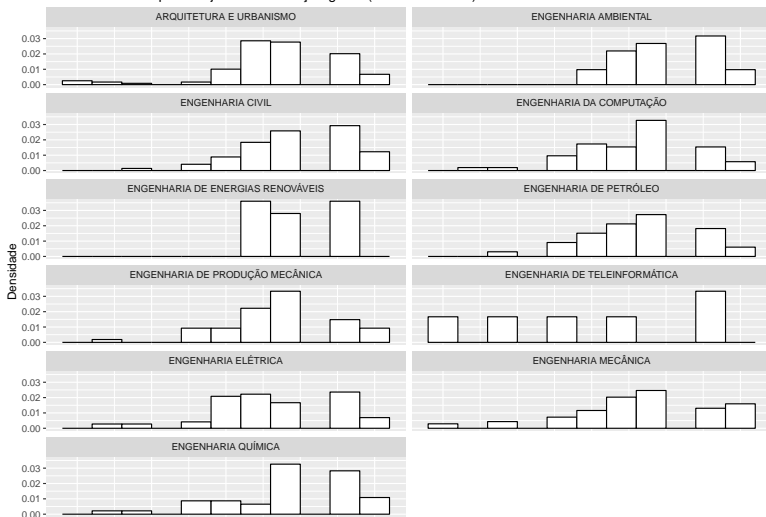 ARQUITETURA E URBANISMO
ENGENHARIA AMBIENTAL
0.03
0.02
0.01
0.00
ENGENHARIA CIVIL
ENGENHARIA DA COMPUTAÇÃO
0.03
0.02
0.01
0.00
ENGENHARIA DE ENERGIAS RENOVÁVEIS
ENGENHARIA DE PETRÓLEO
0.03
0.02
0.01
0.00
Densidade
ENGENHARIA DE PRODUÇÃO MECÂNICA
ENGENHARIA DE TELEINFORMÁTICA
0.03
0.02
0.01
0.00
ENGENHARIA ELÉTRICA
ENGENHARIA MECÂNICA
0.03
0.02
0.01
0.00
ENGENHARIA QUÍMICA
0.03
0.02
0.01
0.00